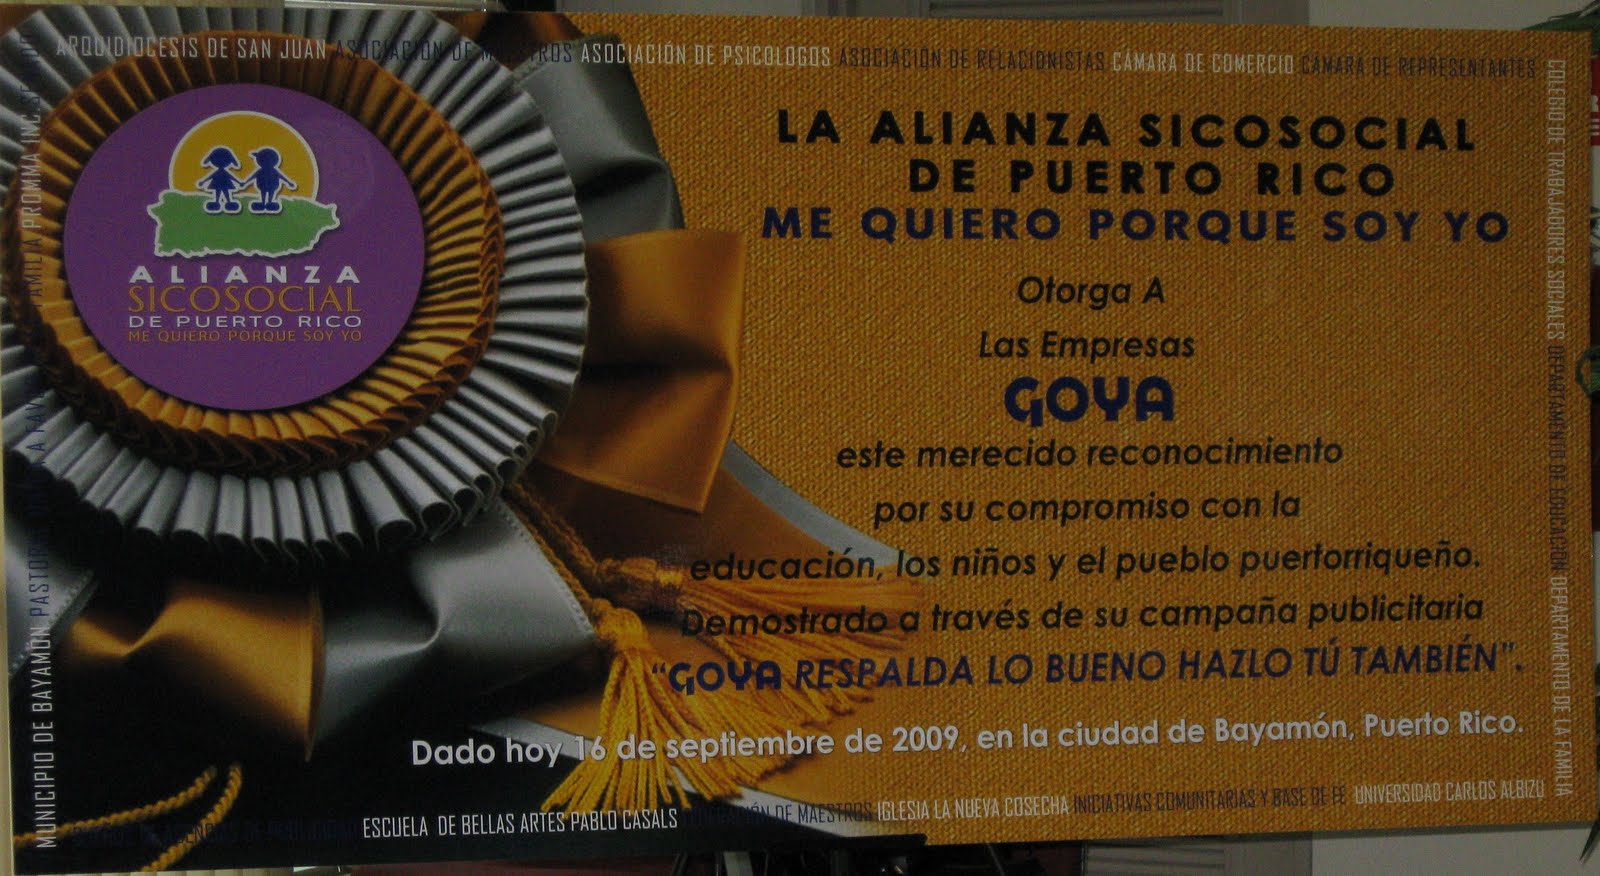 ARQUIDIOCESIS DE SAN JUAN ASOCIACIÓN DE MAESTROS ASOCIACIÓN DE PSICOLOGOS ASOCIACIÓN DE RELACIONISTAS CÁMARA DE COMERCIO CÁMARA DE REPRESENTANTES
COLEGIO DE TRABAJADORES SOCIALES DEPARTAMENTO DE EDUCACIÓN DEPARTAMENTO DE LA FAMILIA
ALIANZA
SICOSOCIAL
DE PUERTO RICO
ME QUIERO PORQUE SOY YO
LA ALIANZA SICOSOCIAL
DE PUERTO RICO
ME QUIERO PORQUE SOY YO
Otorga A
Las Empresas
GOYA
este merecido reconocimiento
por su compromiso con la
educación, los niños y el pueblo puertorriqueño.
Demostrado a través de su campaña publicitaria
“GOYA RESPALDA LO BUENO HAZLO TÚ TAMBIÉN”.
Dado hoy 16 de septiembre de 2009, en la ciudad de Bayamón, Puerto Rico.
ESCUELA DE BELLAS ARTES PABLO CASALS DE MAESTROS IGLESIA LA NUEVA COSECHA INICIATIVAS COMUNITARIAS Y BASE DE FE UNIVERSIDAD CARLOS ALBIZU
MUNICIPIO DE BAYAMÓN A FAMILIA PROMMA INC.